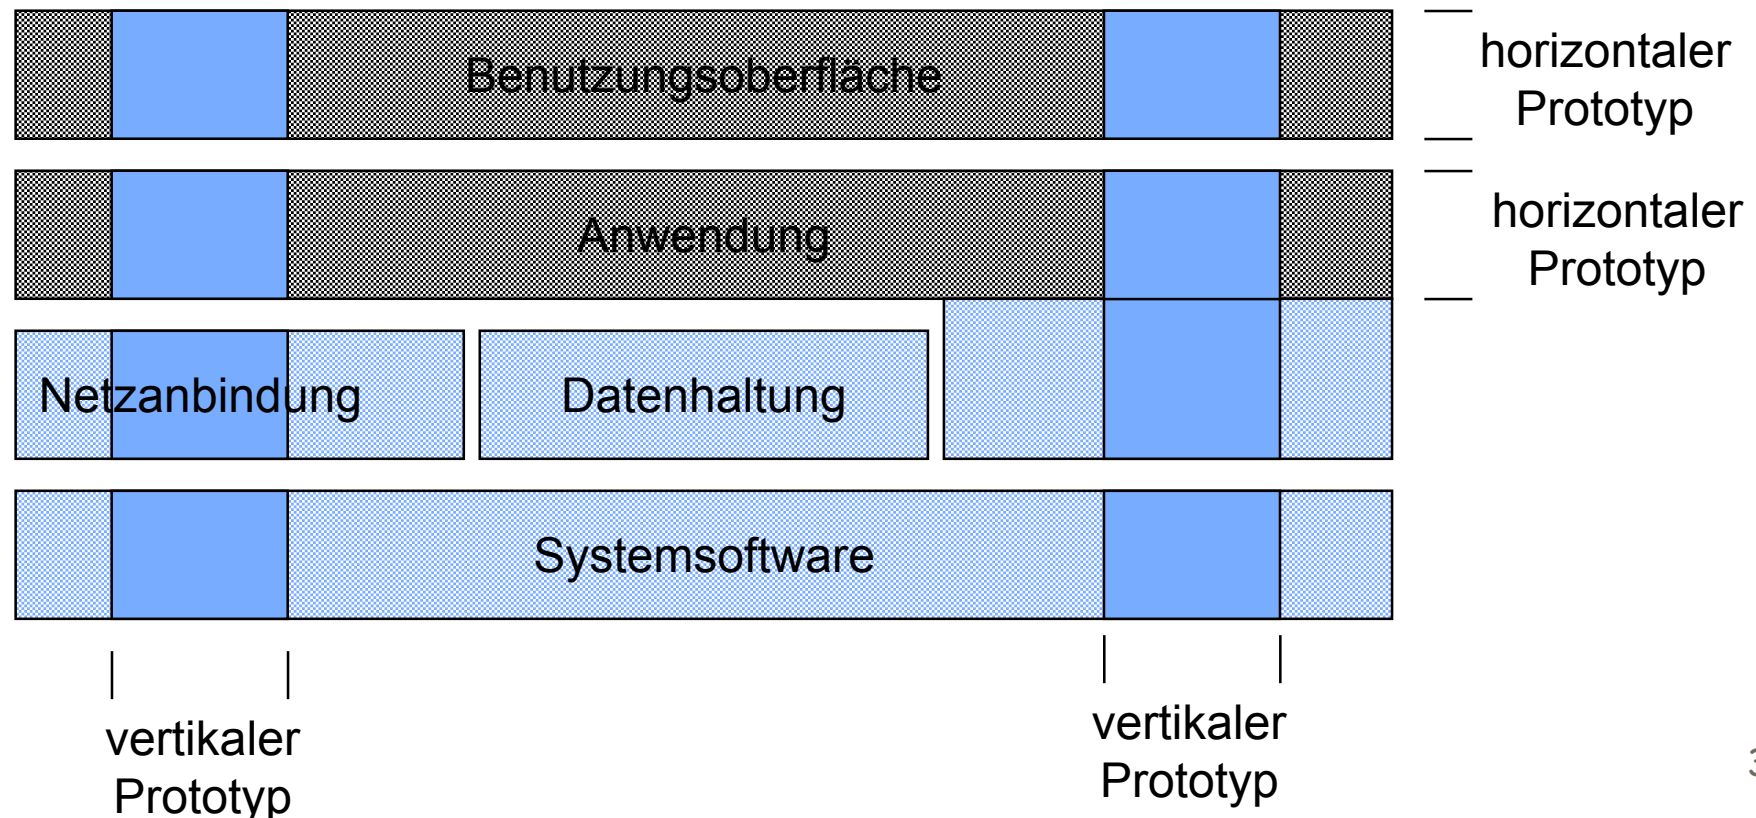 Benutzungsoberfläche
horizontaler
Prototyp
Anwendung
horizontaler
Prototyp
Netzanbindung
Datenhaltung
Systemsoftware
vertikaler
Prototyp
vertikaler
Prototyp